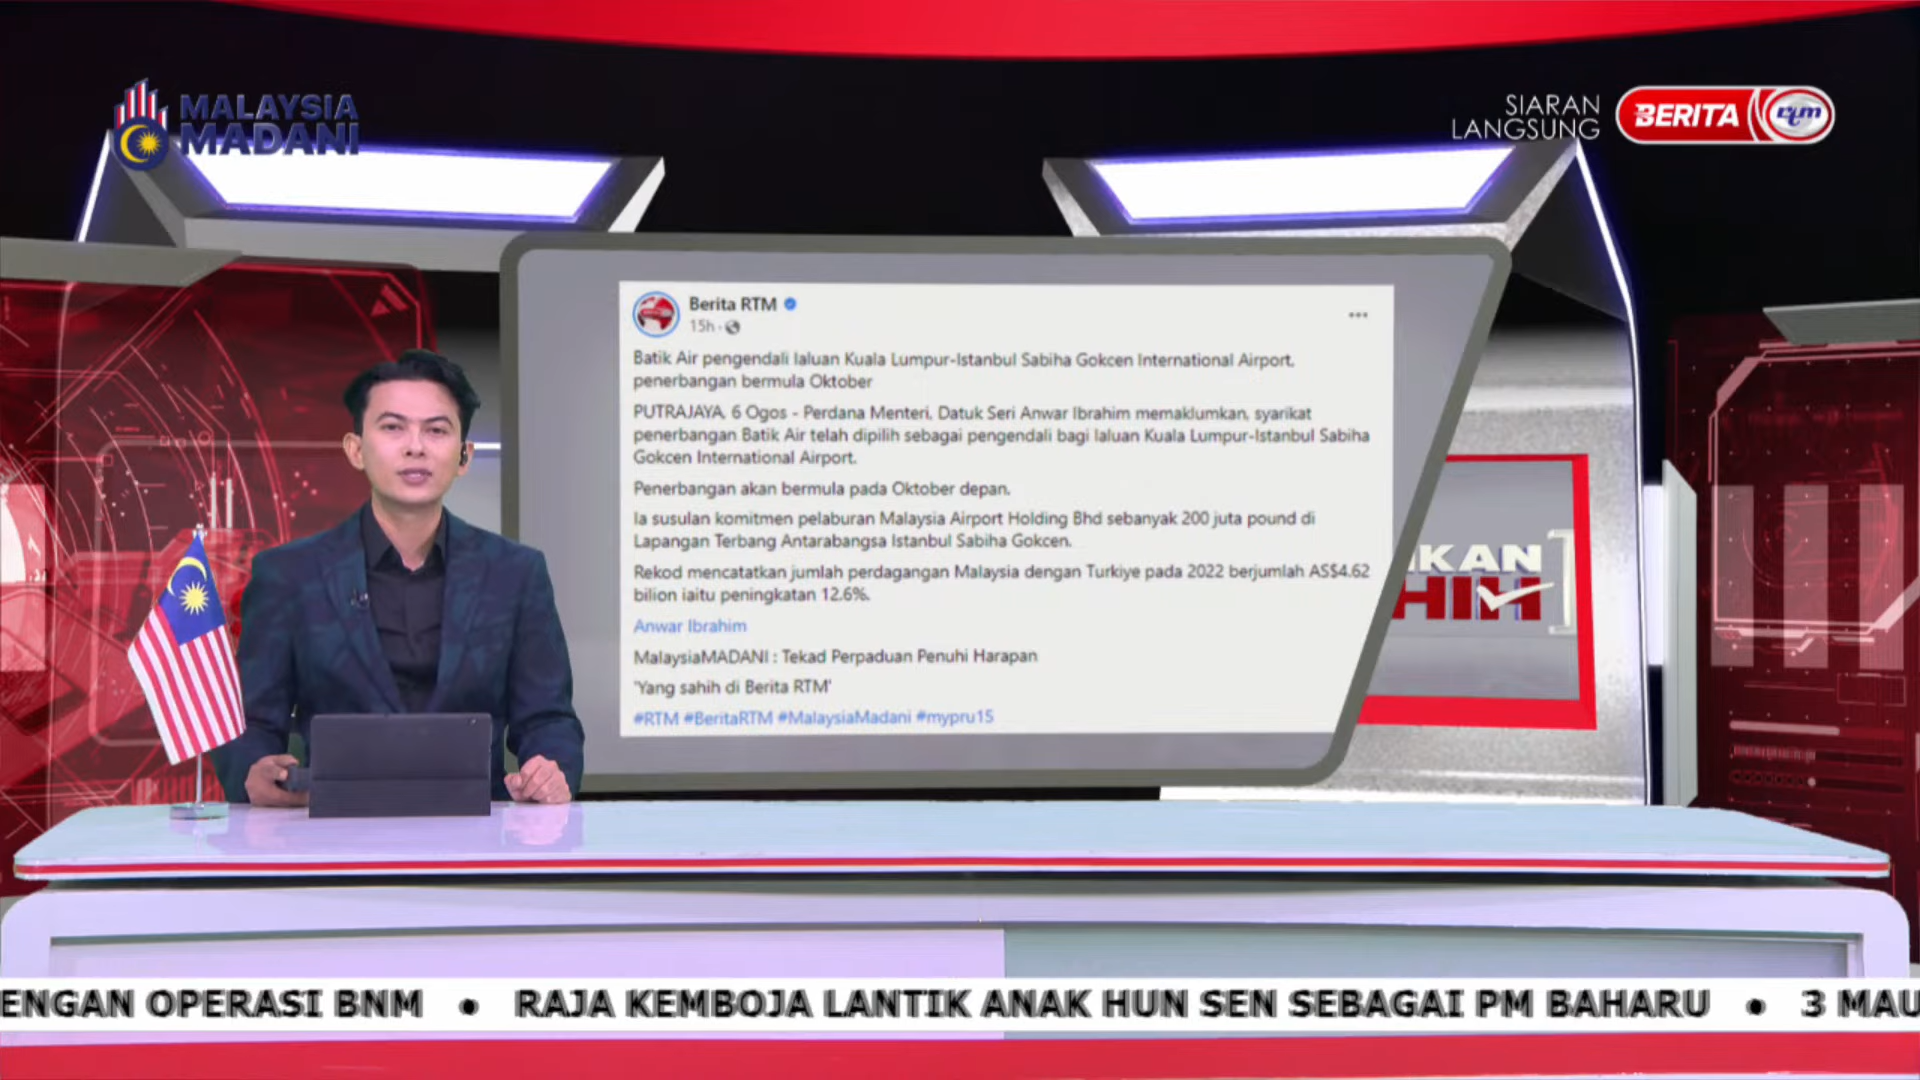 MALAYSIA
MADANI
SIARAN
LANGSUNG
BERITA rtm
Berita RTM
15h ·
Batik Air pengendali laluan Kuala Lumpur-Istanbul Sabiha Gokcen International Airport,
penerbangan bermula Oktober
PUTRAJAYA, 6 Ogos - Perdana Menteri, Datuk Seri Anwar Ibrahim memaklumkan, syarikat
penerbangan Batik Air telah dipilih sebagai pengendali bagi laluan Kuala Lumpur-Istanbul Sabiha
Gokcen International Airport.
Penerbangan akan bermula pada Oktober depan.
Ia susulan komitmen pelaburan Malaysia Airport Holding Bhd sebanyak 200 juta pound di
Lapangan Terbang Antarabangsa Istanbul Sabiha Gokcen.
Rekod mencatatkan jumlah perdagangan Malaysia dengan Turkiye pada 2022 berjumlah AS$4.62
bilion iaitu peningkatan 12.6%.
Anwar Ibrahim
MalaysiaMADANI : Tekad Perpaduan Penuhi Harapan
'Yang sahih di Berita RTM'
#RTM #BeritaRTM #MalaysiaMadani #mypru15
IKAN
HIH
ENGAN OPERASI BNM • RAJA KEMBOJA LANTIK ANAK HUN SEN SEBAGAI PM BAHARU • 3 MAU